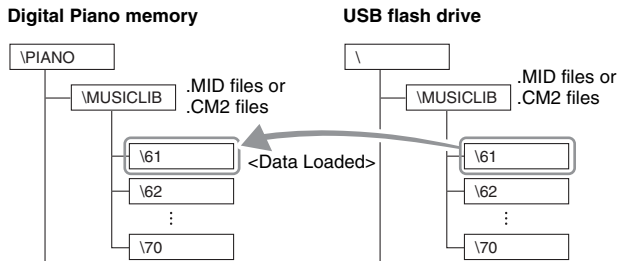 Digital Piano memory
USB flash drive
\PIANO
\
\MUSICLIB
.MID files or
.CM2 files
\MUSICLIB
.MID files or
.CM2 files
\61
<Data Loaded>
\61
\62
\62
⋮
⋮
\70
\70